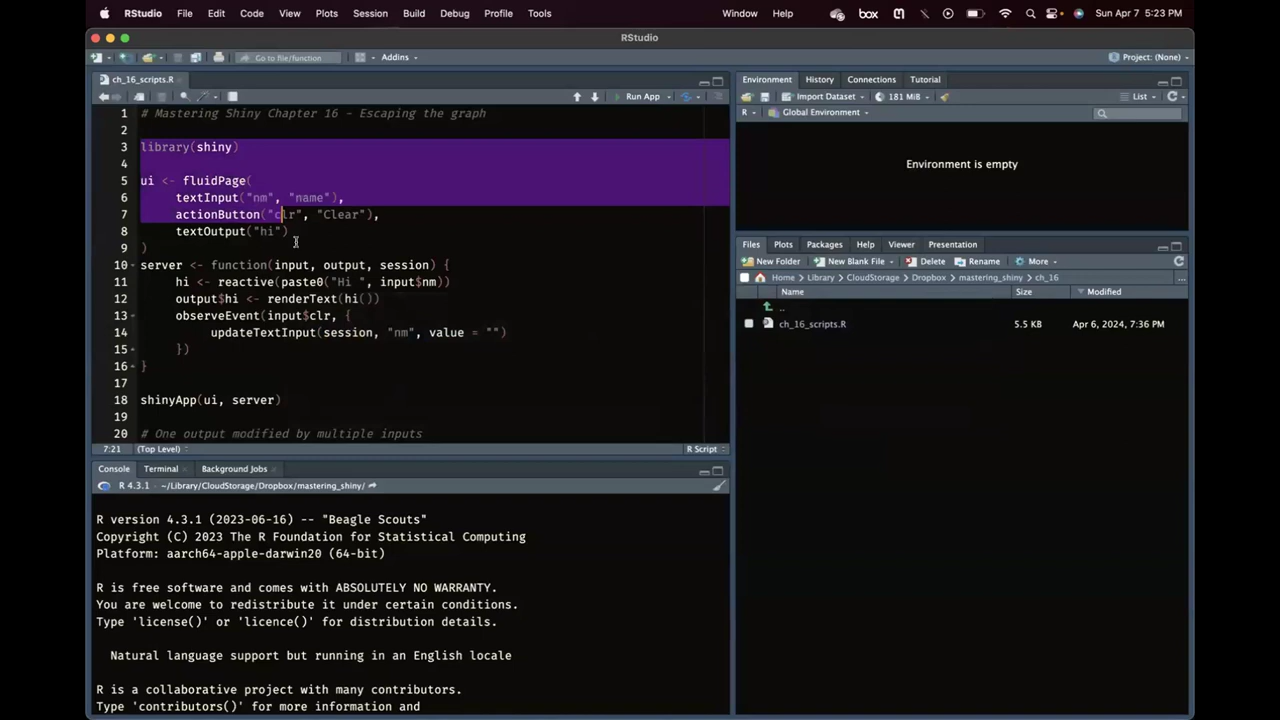 RStudio File Edit Code View Plots Session Build Debug Profile Tools Window Help box Sun Apr 7 5:23 PM
RStudio
Go to file/function Addins Project: (None)
ch_16_scripts.R
Run App
1 # Mastering Shiny Chapter 16 - Escaping the graph
2
3 library(shiny)
4
5 ui <- fluidPage(
6 textInput("nm", "name"),
7 actionButton("clr", "Clear"),
8 textOutput("hi")
9 )
10 server <- function(input, output, session) {
11 hi <- reactive(paste0("Hi ", input$nm))
12 output$hi <- renderText(hi())
13 observeEvent(input$clr, {
14 updateTextInput(session, "nm", value = "")
15 })
16 }
17
18 shinyApp(ui, server)
19
20 # One output modified by multiple inputs
7:21 (Top Level) R Script
Console Terminal Background Jobs
R 4.3.1 · ~/Library/CloudStorage/Dropbox/mastering_shiny/
R version 4.3.1 (2023-06-16) -- "Beagle Scouts"
Copyright (C) 2023 The R Foundation for Statistical Computing
Platform: aarch64-apple-darwin20 (64-bit)
R is free software and comes with ABSOLUTELY NO WARRANTY.
You are welcome to redistribute it under certain conditions.
Type 'license()' or 'licence()' for distribution details.
Natural language support but running in an English locale
R is a collaborative project with many contributors.
Type 'contributors()' for more information and
Environment History Connections Tutorial
Import Dataset 181 MiB List
R Global Environment
Environment is empty
Files Plots Packages Help Viewer Presentation
New Folder New Blank File Delete Rename More
Home Library CloudStorage Dropbox mastering_shiny ch_16 ...
Name Size Modified
..
ch_16_scripts.R 5.5 KB Apr 6, 2024, 7:36 PM